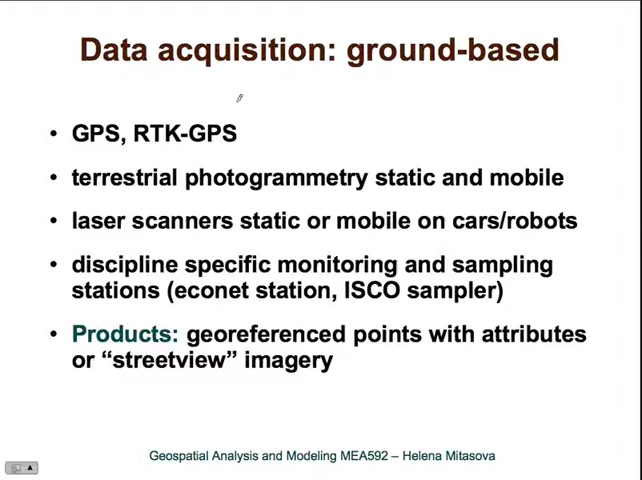 Data acquisition: ground-based
• GPS, RTK-GPS
• terrestrial photogrammetry static and mobile
• laser scanners static or mobile on cars/robots
• discipline specific monitoring and sampling
stations (econet station, ISCO sampler)
• Products: georeferenced points with attributes
or “streetview” imagery
Geospatial Analysis and Modeling MEA592 – Helena Mitasova